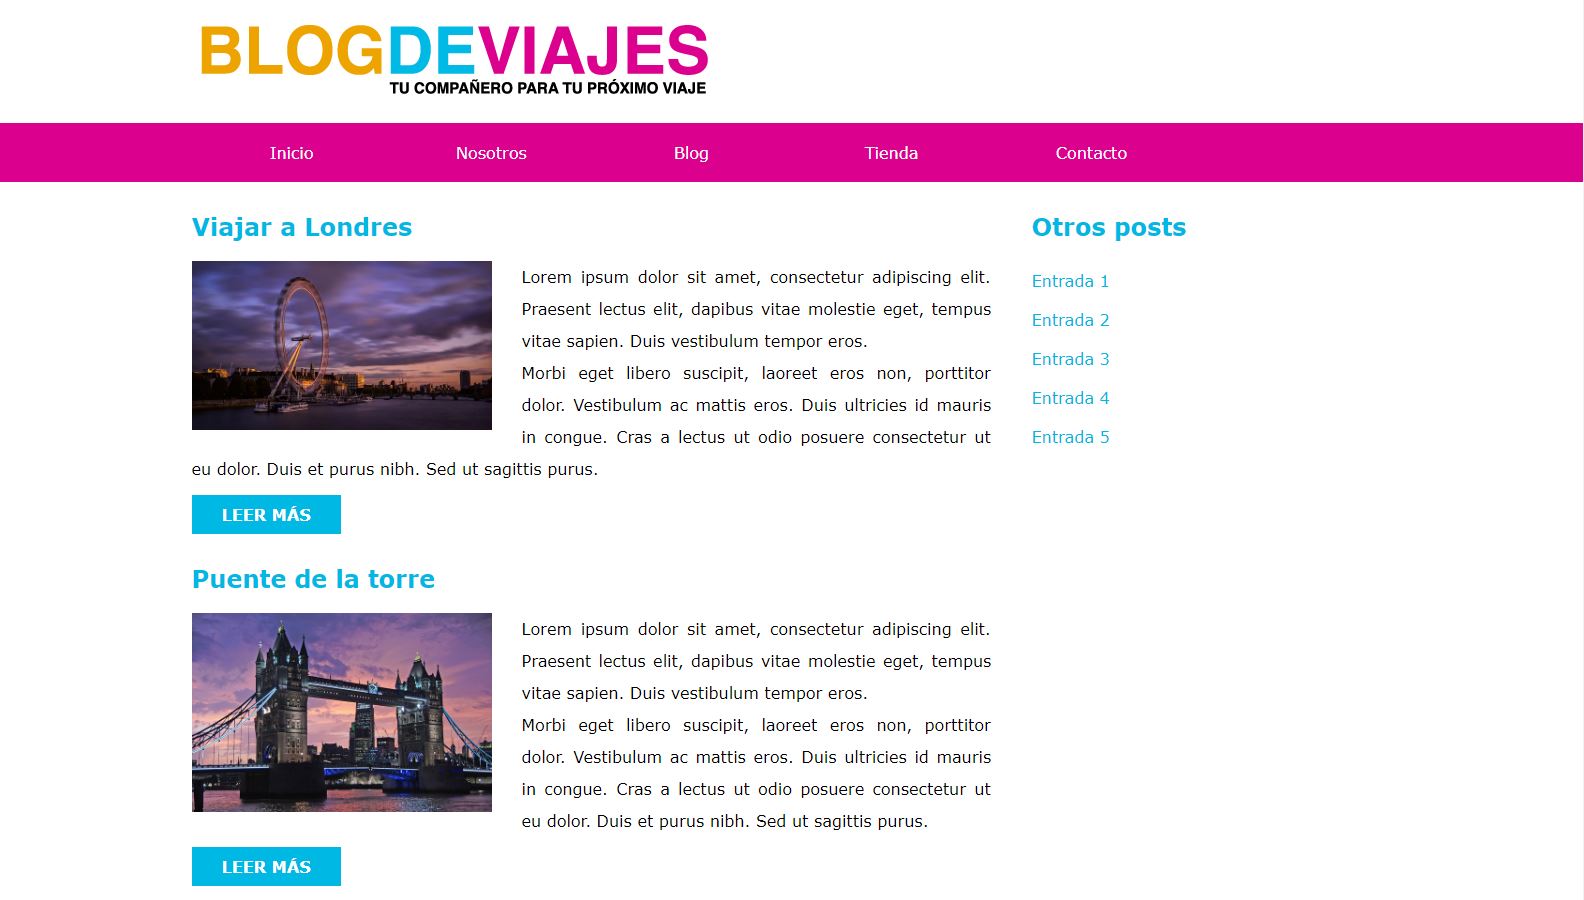 BLOGDEVIAJES
TU COMPAÑERO PARA TU PRÓXIMO VIAJE
Inicio Nosotros Blog Tienda Contacto
Viajar a Londres
Lorem ipsum dolor sit amet, consectetur adipiscing elit.
Praesent lectus elit, dapibus vitae molestie eget, tempus
vitae sapien. Duis vestibulum tempor eros.
Morbi eget libero suscipit, laoreet eros non, porttitor
dolor. Vestibulum ac mattis eros. Duis ultricies id mauris
in congue. Cras a lectus ut odio posuere consectetur ut
eu dolor. Duis et purus nibh. Sed ut sagittis purus.
LEER MÁS
Puente de la torre
Lorem ipsum dolor sit amet, consectetur adipiscing elit.
Praesent lectus elit, dapibus vitae molestie eget, tempus
vitae sapien. Duis vestibulum tempor eros.
Morbi eget libero suscipit, laoreet eros non, porttitor
dolor. Vestibulum ac mattis eros. Duis ultricies id mauris
in congue. Cras a lectus ut odio posuere consectetur ut
eu dolor. Duis et purus nibh. Sed ut sagittis purus.
LEER MÁS
Otros posts
Entrada 1
Entrada 2
Entrada 3
Entrada 4
Entrada 5